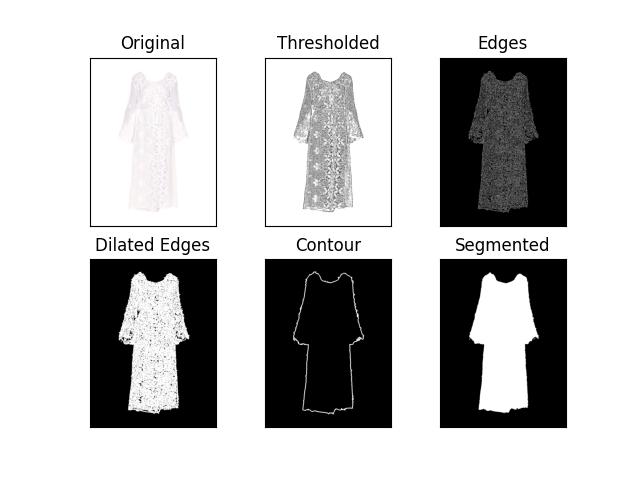 Original
Thresholded
Edges
Dilated Edges
Contour
Segmented